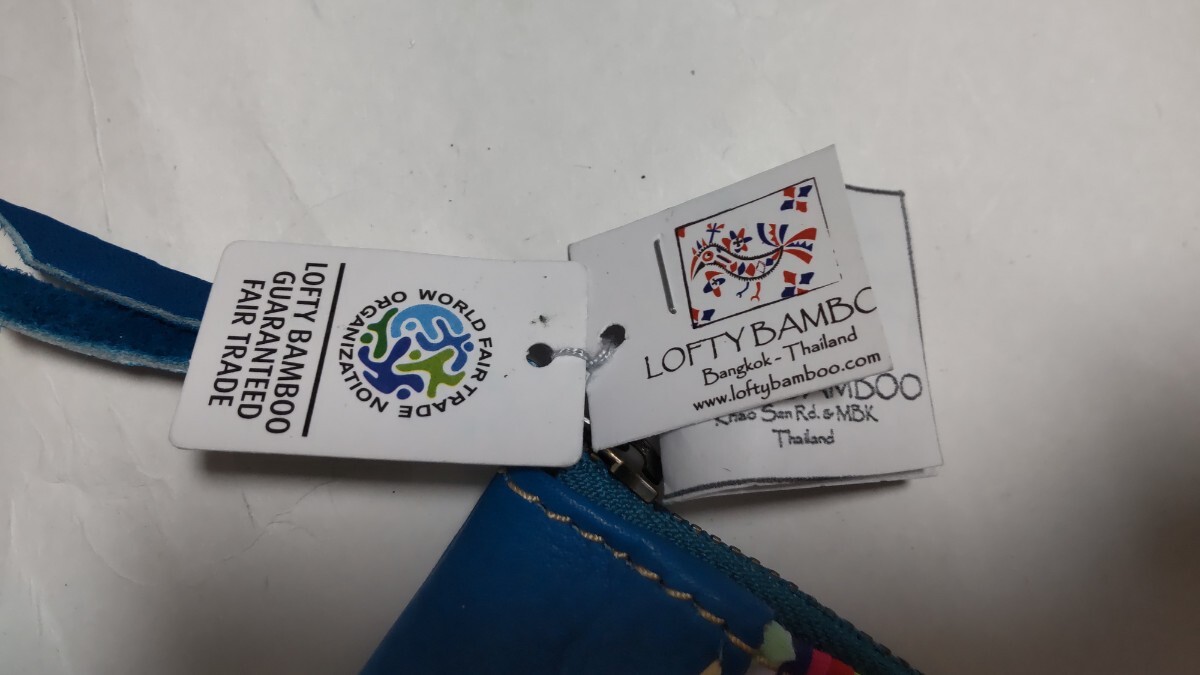 LOFTY BAMBOO
GUARANTEED
FAIR TRADE
WORLD FAIR TRADE ORGANIZATION
LOFTY BAMBO
Bangkok - Thailand
www.loftybamboo.com
AMBOO
Khao San Rd. & MBK
Thailand